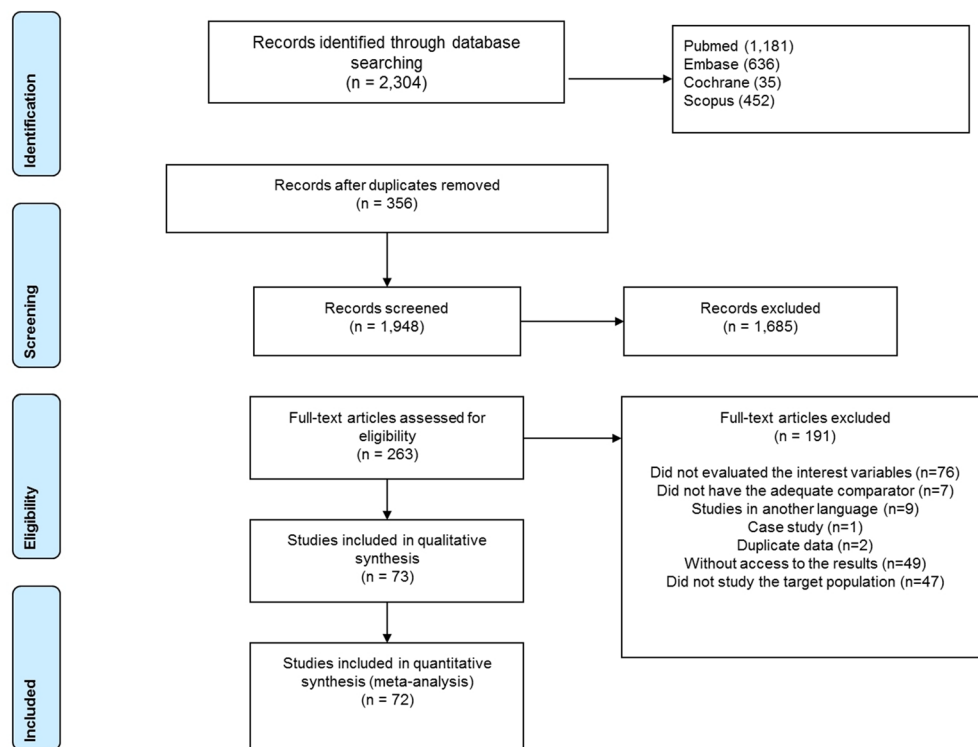 Identification
Records identified through database
searching
(n = 2,304)
Pubmed (1,181)
Embase (636)
Cochrane (35)
Scopus (452)
Screening
Records after duplicates removed
(n = 356)
Records screened
(n = 1,948)
Records excluded
(n = 1,685)
Eligibility
Full-text articles assessed for
eligibility
(n = 263)
Full-text articles excluded
(n = 191)
Did not evaluated the interest variables (n=76)
Did not have the adequate comparator (n=7)
Studies in another language (n=9)
Case study (n=1)
Duplicate data (n=2)
Without access to the results (n=49)
Did not study the target population (n=47)
Studies included in qualitative
synthesis
(n = 73)
Included
Studies included in quantitative
synthesis (meta-analysis)
(n = 72)